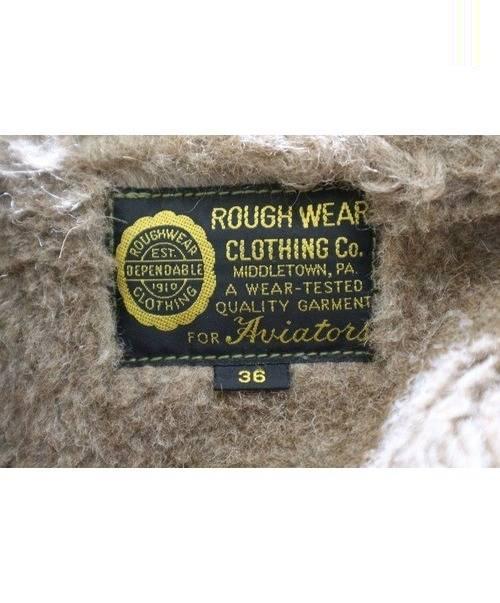 ROUGHWEAR
EST.
DEPENDABLE
1910
CLOTHING
ROUGH WEAR
CLOTHING Co.
MIDDLETOWN, PA.
A WEAR-TESTED
QUALITY GARMENT
FOR Aviators
36